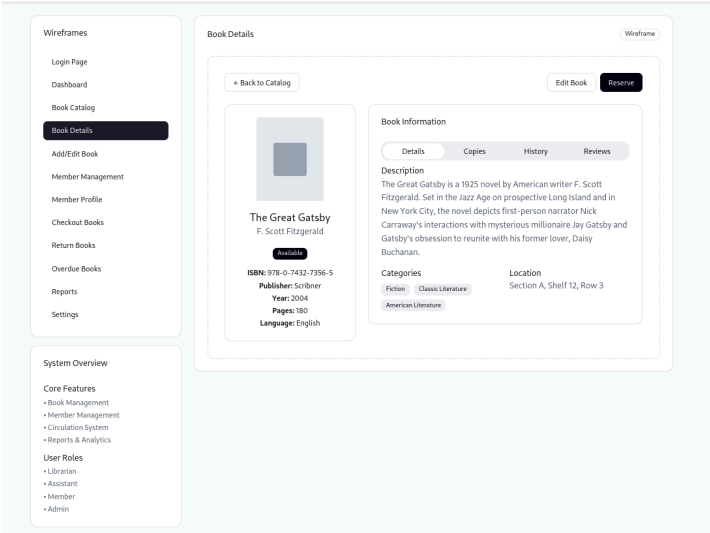 Wireframes
Login Page
Dashboard
Book Catalog
Book Details
Add/Edit Book
Member Management
Member Profile
Checkout Books
Return Books
Overdue Books
Reports
Settings
System Overview
Core Features
• Book Management
• Member Management
• Circulation System
• Reports & Analytics
User Roles
• Librarian
• Assistant
• Member
• Admin
Book Details
Wireframe
← Back to Catalog
Edit Book
Reserve
The Great Gatsby
F. Scott Fitzgerald
Available
ISBN: 978-0-7432-7356-5
Publisher: Scribner
Year: 2004
Pages: 180
Language: English
Book Information
Details Copies History Reviews
Description
The Great Gatsby is a 1925 novel by American writer F. Scott
Fitzgerald. Set in the Jazz Age on prospective Long Island and in
New York City, the novel depicts first-person narrator Nick
Carraway's interactions with mysterious millionaire Jay Gatsby and
Gatsby's obsession to reunite with his former lover, Daisy
Buchanan.
Categories
Fiction Classic Literature
American Literature
Location
Section A, Shelf 12, Row 3